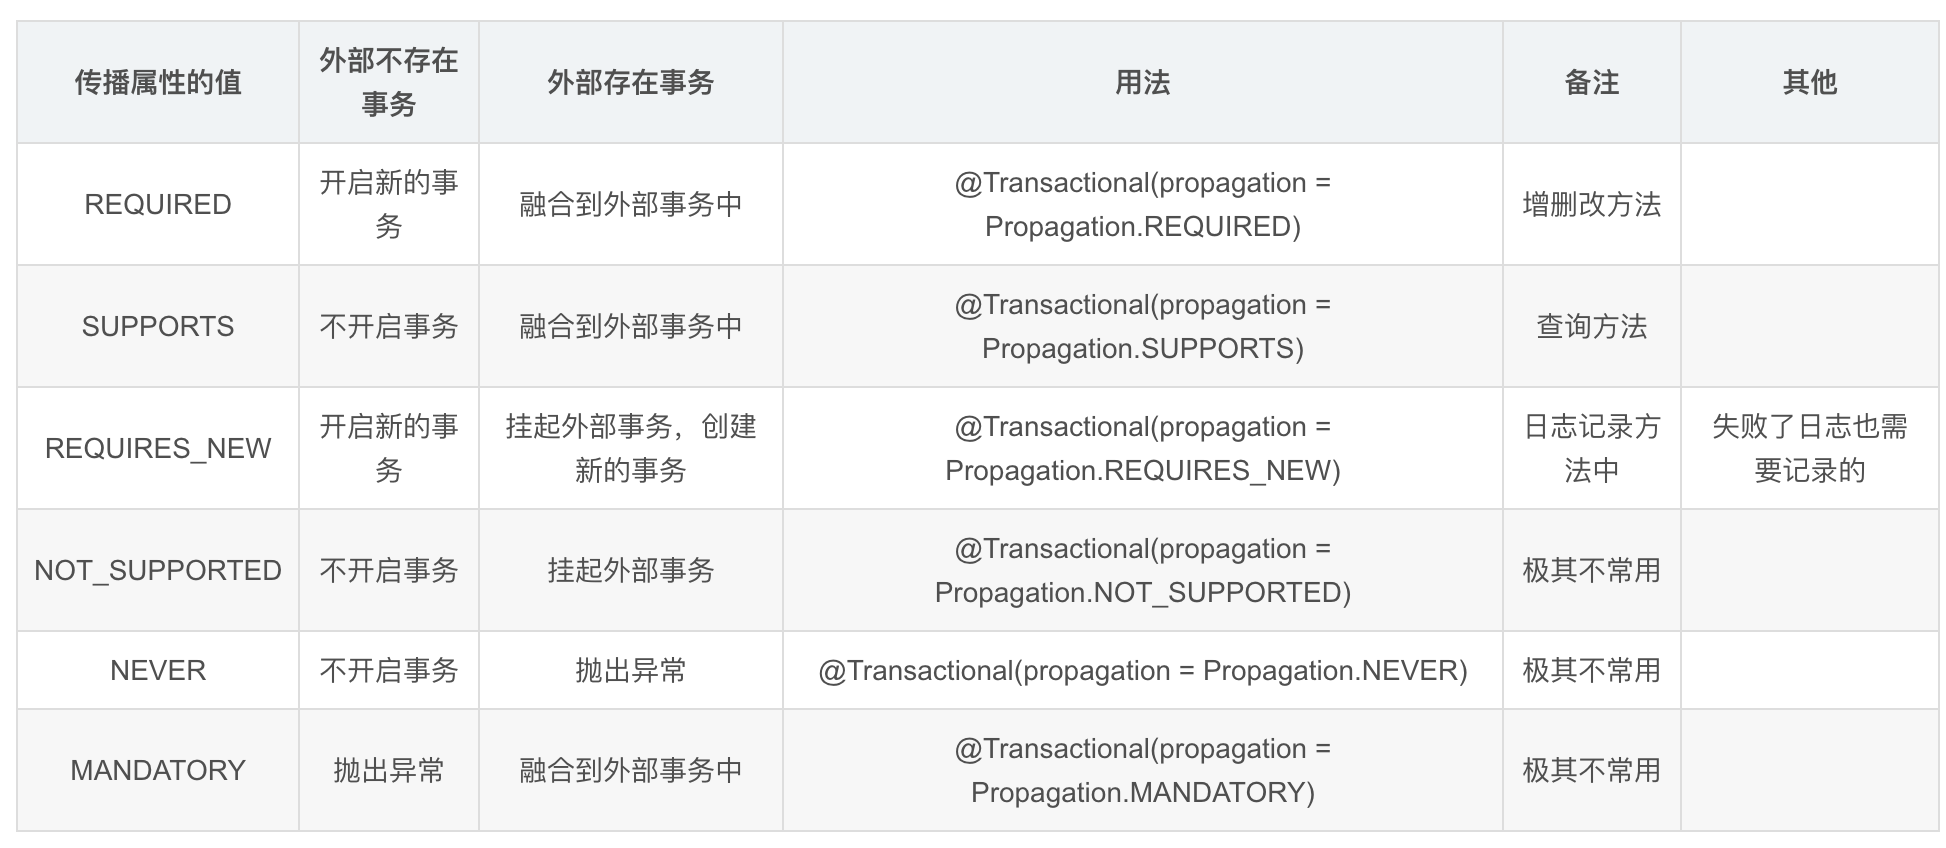 传播属性的值
外部不存在
事务
外部存在事务
用法
备注
其他
REQUIRED
开启新的事
务
融合到外部事务中
@Transactional(propagation =
Propagation.REQUIRED)
增删改方法
SUPPORTS
不开启事务
融合到外部事务中
@Transactional(propagation =
Propagation.SUPPORTS)
查询方法
REQUIRES_NEW
开启新的事
务
挂起外部事务，创建
新的事务
@Transactional(propagation =
Propagation.REQUIRES_NEW)
日志记录方
法中
失败了日志也需
要记录的
NOT_SUPPORTED
不开启事务
挂起外部事务
@Transactional(propagation =
Propagation.NOT_SUPPORTED)
极其不常用
NEVER
不开启事务
抛出异常
@Transactional(propagation = Propagation.NEVER)
极其不常用
MANDATORY
抛出异常
融合到外部事务中
@Transactional(propagation =
Propagation.MANDATORY)
极其不常用